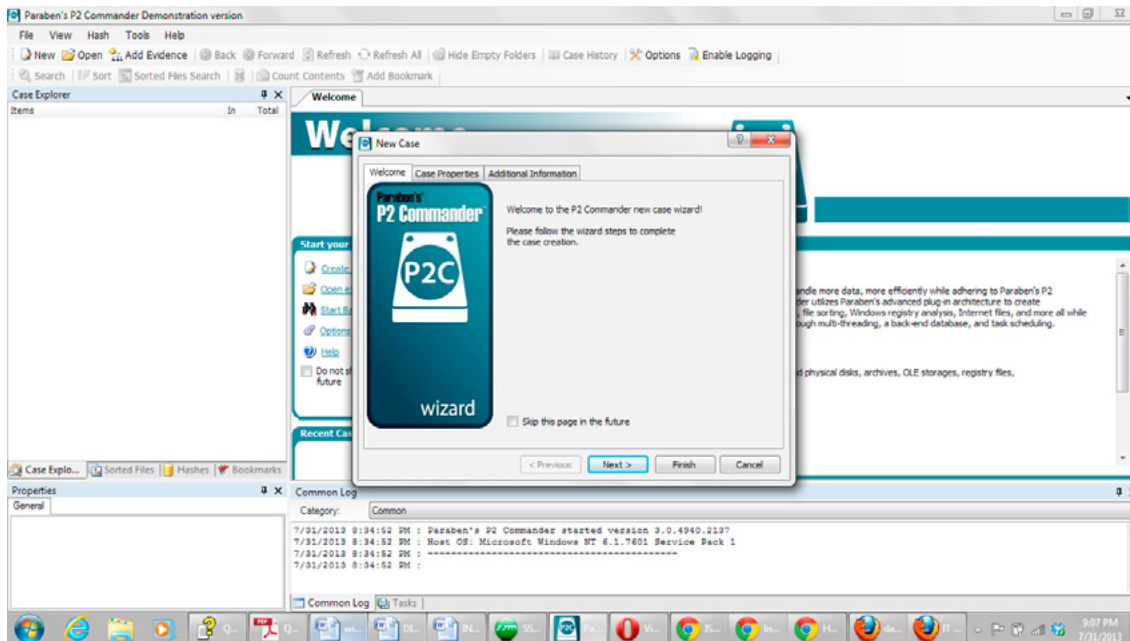 Paraben's P2 Commander Demonstration version
File View Hash Tools Help
New Open Add Evidence Back Forward Refresh Refresh All Hide Empty Folders Case History Options Enable Logging
Search Sort Sorted Files Search Count Contents Add Bookmark
Case Explorer
Items In Total
Welcome
We
New Case
Welcome Case Properties Additional Information
Paraben's
P2 Commander
P2C
wizard
Welcome to the P2 Commander new case wizard!
Please follow the wizard steps to complete
the case creation.
Skip this page in the future
< Previous Next > Finish Cancel
Start your
Create
Open e
Start
Options
Help
Do not s
future
Recent Cas
andle more data, more efficiently while adhering to Paraben's P2
der utilizes Paraben's advanced plug-in architecture to create
, file sorting, Windows registry analysis, Internet files, and more all while
ough multi-threading, a back-end database, and task scheduling.
d physical disks, archives, OLE storages, registry files,
Case Explo... Sorted Files Hashes Bookmarks
Properties
General
Common Log
Category: Common
7/31/2013 8:34:52 PM : Paraben's P2 Commander started version 3.0.4940.2137
7/31/2013 8:34:52 PM : Host OS: Microsoft Windows NT 6.1.7601 Service Pack 1
7/31/2013 8:34:52 PM : --------------------------------------------
7/31/2013 8:34:52 PM :
Common Log Tasks
9:07 PM
7/31/2013